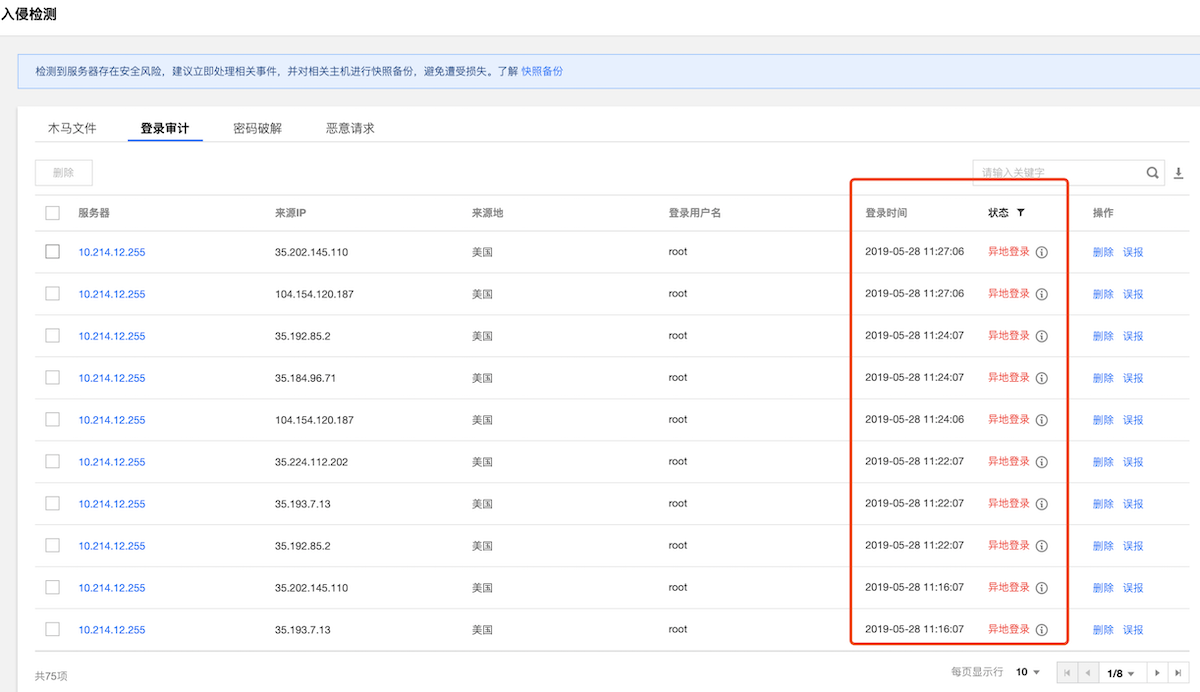 入侵检测
检测到服务器存在安全风险，建议立即处理相关事件，并对相关主机进行快照备份，避免遭受损失。了解 快照备份
木马文件 登录审计 密码破解 恶意请求
删除 请输入关键字
服务器 来源IP 来源地 登录用户名 登录时间 状态 操作
10.214.12.255 35.202.145.110 美国 root 2019-05-28 11:27:06 异地登录 删除 误报
10.214.12.255 104.154.120.187 美国 root 2019-05-28 11:27:06 异地登录 删除 误报
10.214.12.255 35.192.85.2 美国 root 2019-05-28 11:24:07 异地登录 删除 误报
10.214.12.255 35.184.96.71 美国 root 2019-05-28 11:24:07 异地登录 删除 误报
10.214.12.255 104.154.120.187 美国 root 2019-05-28 11:24:06 异地登录 删除 误报
10.214.12.255 35.224.112.202 美国 root 2019-05-28 11:22:07 异地登录 删除 误报
10.214.12.255 35.193.7.13 美国 root 2019-05-28 11:22:07 异地登录 删除 误报
10.214.12.255 35.192.85.2 美国 root 2019-05-28 11:22:07 异地登录 删除 误报
10.214.12.255 35.202.145.110 美国 root 2019-05-28 11:16:07 异地登录 删除 误报
10.214.12.255 35.193.7.13 美国 root 2019-05-28 11:16:07 异地登录 删除 误报
共75项 每页显示行 10 1/8